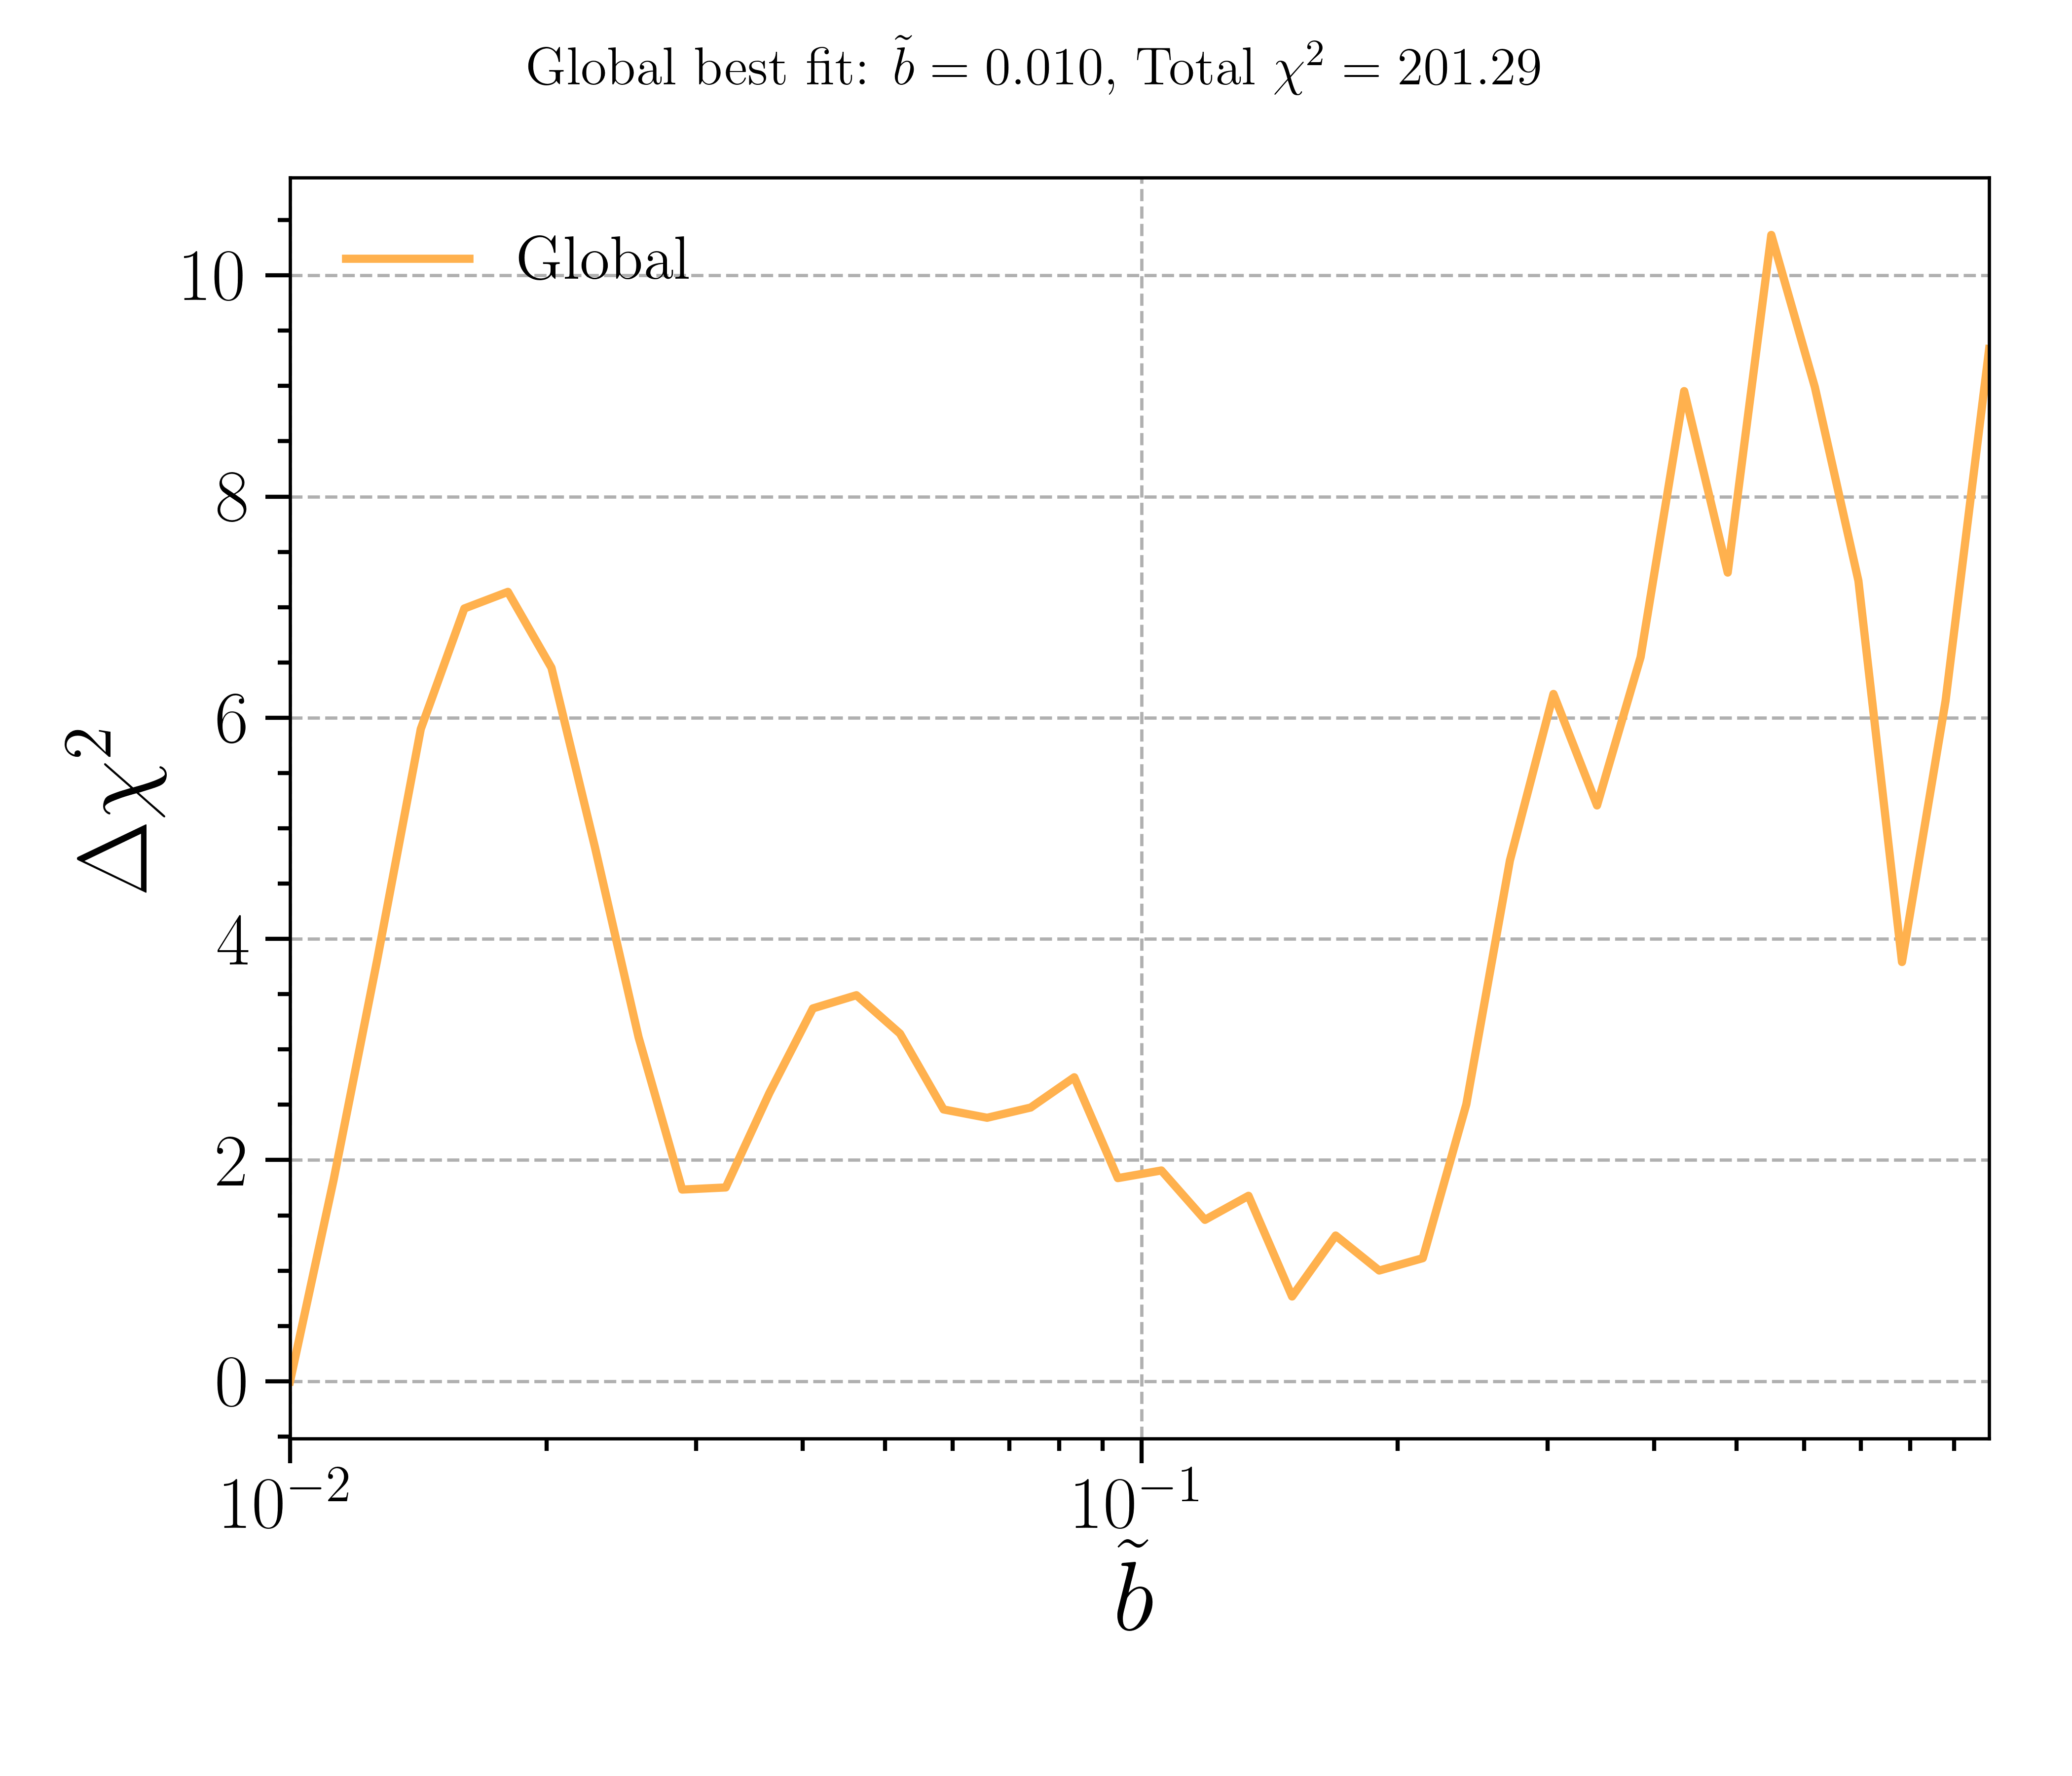 Global best fit: b̃ = 0.010, Total χ² = 201.29
Global
10
8
6
4
2
0
Δχ²
10⁻²
10⁻¹
b̃